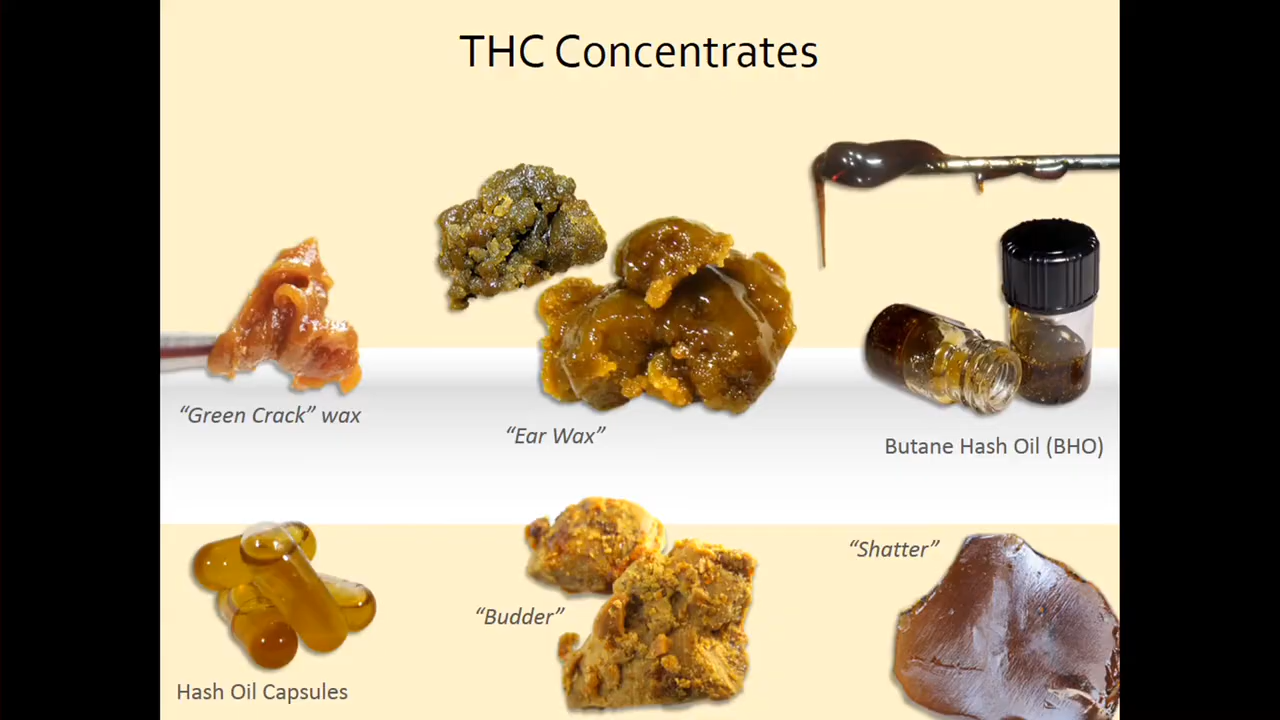 THC Concentrates
“Green Crack” wax
“Ear Wax”
Butane Hash Oil (BHO)
“Shatter”
“Budder”
Hash Oil Capsules